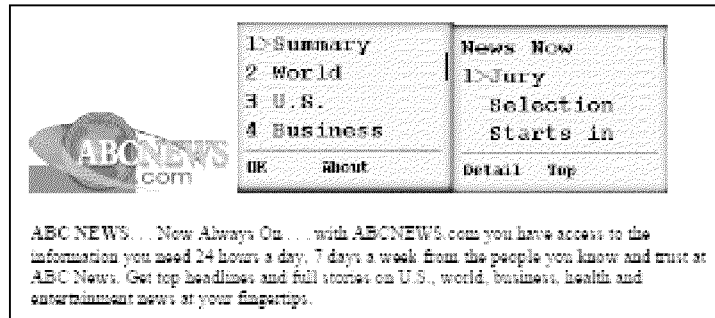 1>Summary
2 World
3 U.S.
4 Business
OK About
News Now
1>Jury
Selection
Starts in
Detail Top
ABCNEWS
.com
ABC NEWS. . . Now Always On. . . . with ABCNEWS.com you have access to the
information you need 24 hours a day, 7 days a week from the people you know and trust at
ABC News. Get top headlines and full stories on U.S., world, business, health and
entertainment news at your fingertips.